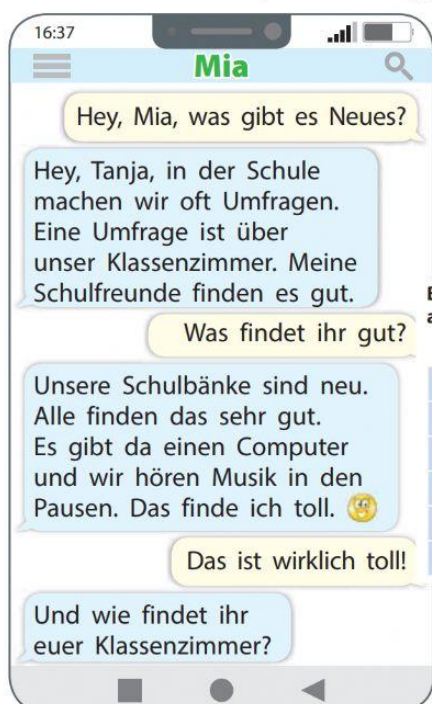 16:37
Mia
Hey, Mia, was gibt es Neues?
Hey, Tanja, in der Schule
machen wir oft Umfragen.
Eine Umfrage ist über
unser Klassenzimmer. Meine
Schulfreunde finden es gut.
Was findet ihr gut?
Unsere Schulbänke sind neu.
Alle finden das sehr gut.
Es gibt da einen Computer
und wir hören Musik in den
Pausen. Das finde ich toll.
Das ist wirklich toll!
Und wie findet ihr
euer Klassenzimmer?